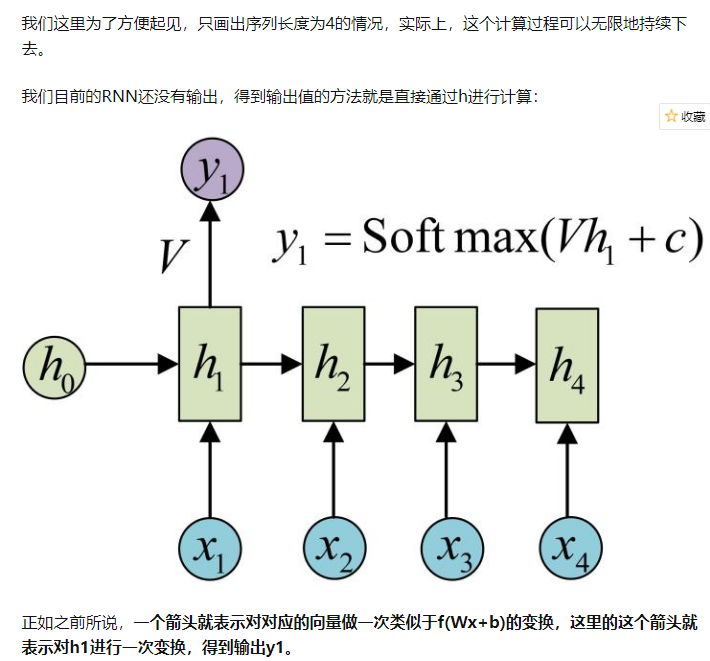 我们这里为了方便起见，只画出序列长度为4的情况，实际上，这个计算过程可以无限地持续下
去。
我们目前的RNN还没有输出，得到输出值的方法就是直接通过h进行计算：
☆ 收藏
y₁
V
y₁ = Softmax(Vh₁ + c)
h₀ h₁ h₂ h₃ h₄
x₁ x₂ x₃ x₄
正如之前所说，一个箭头就表示对对应的向量做一次类似于f(Wx+b)的变换，这里的这个箭头就
表示对h1进行一次变换，得到输出y1。